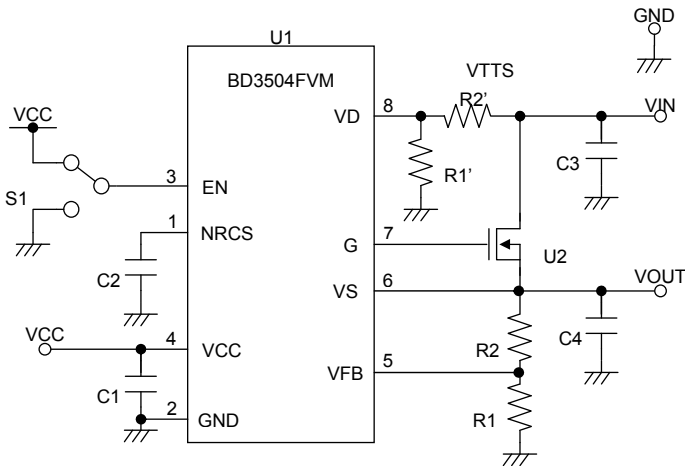 GND
U1
VTTS
BD3504FVM
VCC
VD
8
R2’
VIN
R1’
C3
S1
3
EN
1
NRCS
G
7
U2
C2
VS
6
VOUT
VCC
4
VCC
R2
C4
VFB
5
C1
2
GND
R1